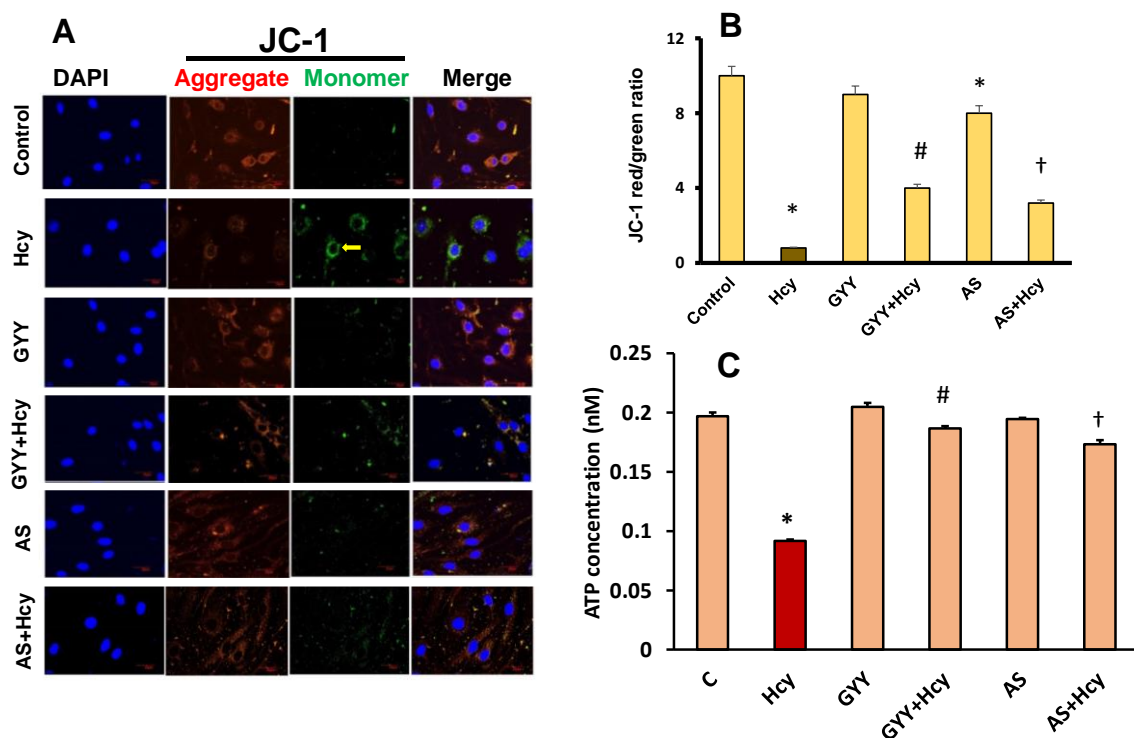 A
JC-1
DAPI Aggregate Monomer Merge
Control
Hcy
GYY
GYY+Hcy
AS
AS+Hcy
B
JC-1 red/green ratio
12
8
4
0
*
#
*
†
Control Hcy GYY GYY+Hcy AS AS+Hcy
C
ATP concentration (nM)
0.25
0.2
0.15
0.1
0.05
0
*
#
†
C Hcy GYY GYY+Hcy AS AS+Hcy